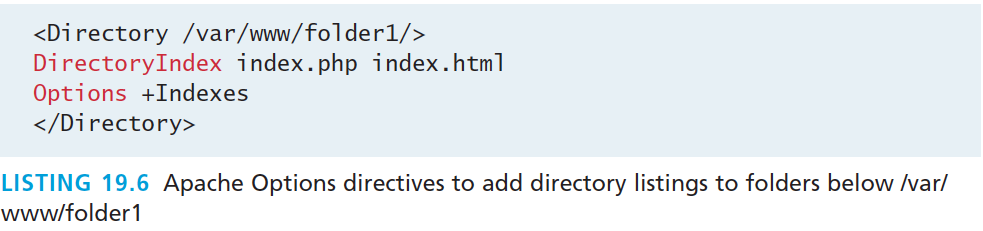 <Directory /var/www/folder1/>
DirectoryIndex index.php index.html
Options +Indexes
</Directory>
LISTING 19.6 Apache Options directives to add directory listings to folders below /var/
www/folder1